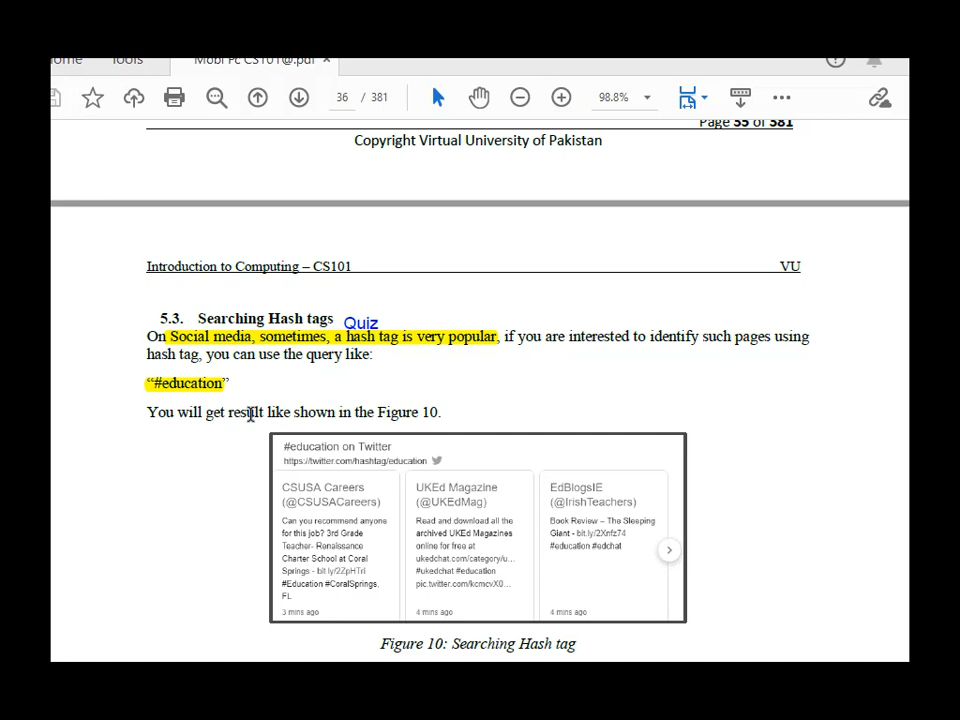 ome Tools Mobi Pc CS101@.pdf ×
36 / 381 98.8%
Page 35 of 381
Copyright Virtual University of Pakistan
Introduction to Computing – CS101 VU
5.3. Searching Hash tags Quiz
On Social media, sometimes, a hash tag is very popular, if you are interested to identify such pages using
hash tag, you can use the query like:
“#education”
You will get result like shown in the Figure 10.
#education on Twitter
https://twitter.com/hashtag/education
CSUSA Careers
(@CSUSACareers)
Can you recommend anyone
for this job? 3rd Grade
Teacher- Renaissance
Charter School at Coral
Springs - bit.ly/2ZpHTrl
#Education #CoralSprings,
FL
3 mins ago
UKEd Magazine
(@UKEdMag)
Read and download all the
archived UKEd Magazines
online for free at
ukedchat.com/category/u...
#ukedchat #education
pic.twitter.com/kcmcvX0...
4 mins ago
EdBlogsIE
(@IrishTeachers)
Book Review – The Sleeping
Giant - bit.ly/2Xnfz74
#education #edchat
4 mins ago
Figure 10: Searching Hash tag